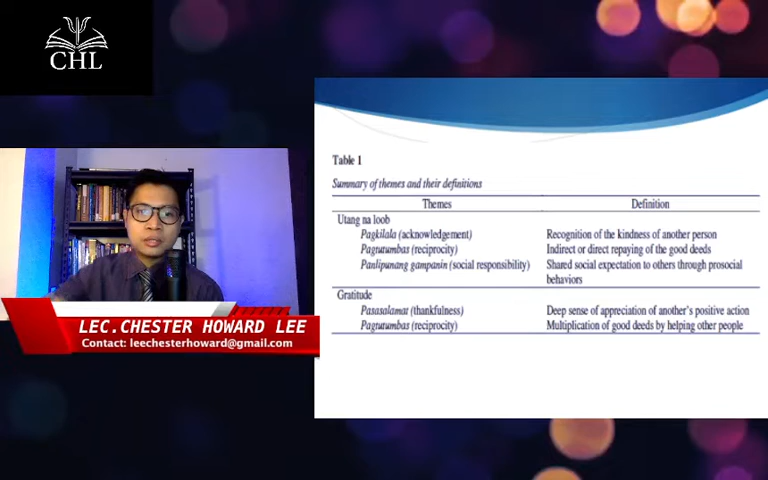 CHL
Table 1
Summary of themes and their definitions
Themes Definition
Utang na loob
Pagkilala (acknowledgement) Recognition of the kindness of another person
Pagtutumbas (reciprocity) Indirect or direct repaying of the good deeds
Panlipunang gampanin (social responsibility) Shared social expectation to others through prosocial
behaviors
Gratitude
Pasasalamat (thankfulness) Deep sense of appreciation of another's positive action
Pagtutumbas (reciprocity) Multiplication of good deeds by helping other people
LEC.CHESTER HOWARD LEE
Contact: leechesterhoward@gmail.com